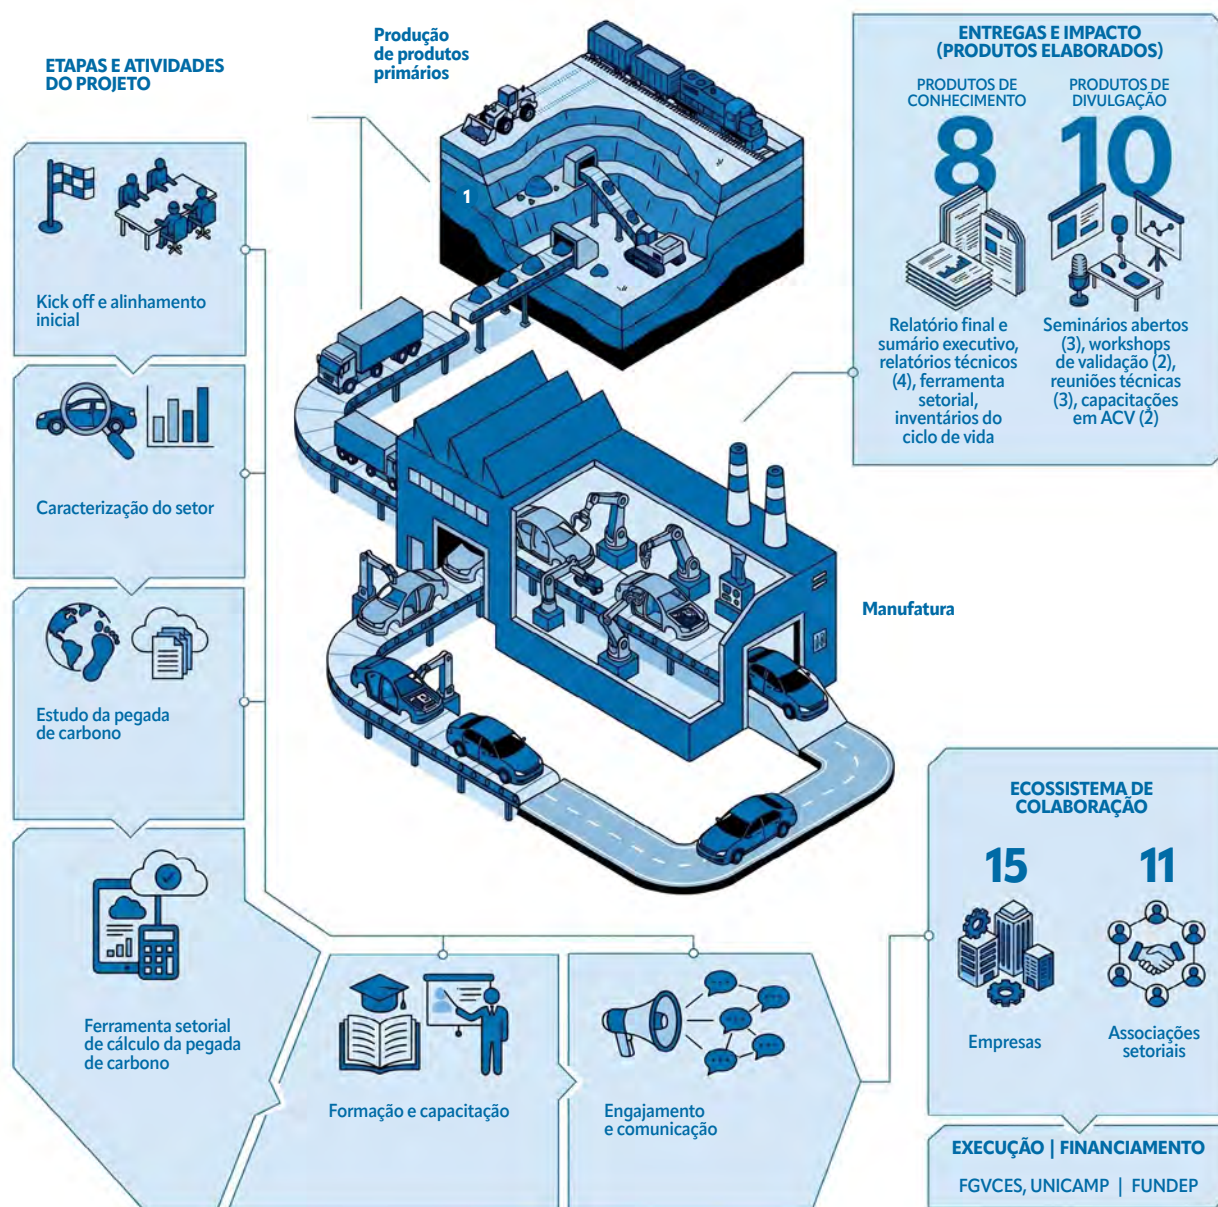 ETAPAS E ATIVIDADES
DO PROJETO
Kick off e alinhamento
inicial
Caracterização do setor
Estudo da pegada
de carbono
Ferramenta setorial
de cálculo da pegada
de carbono
Formação e capacitação
Engajamento
e comunicação
Produção
de produtos
primários
1
Manufatura
ENTREGAS E IMPACTO
(PRODUTOS ELABORADOS)
PRODUTOS DE
CONHECIMENTO
8
Relatório final e
sumário executivo,
relatórios técnicos
(4), ferramenta
setorial,
inventários do
ciclo de vida
PRODUTOS DE
DIVULGAÇÃO
10
Seminários abertos
(3), workshops
de validação (2),
reuniões técnicas
(3), capacitações
em ACV (2)
ECOSSISTEMA DE
COLABORAÇÃO
15
Empresas
11
Associações
setoriais
EXECUÇÃO | FINANCIAMENTO
FGVCES, UNICAMP | FUNDEP